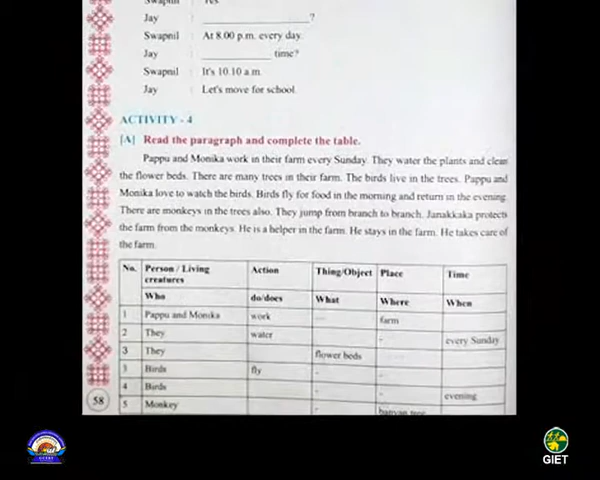 Swapnil : Yes
Jay : ____________________?
Swapnil : At 8.00 p.m. every day.
Jay : _____________ time?
Swapnil : It's 10.10 a.m.
Jay : Let's move for school.
ACTIVITY - 4
[A] Read the paragraph and complete the table.
Pappu and Monika work in their farm every Sunday. They water the plants and clean
the flower beds. There are many trees in their farm. The birds live in the trees. Pappu and
Monika love to watch the birds. Birds fly for food in the morning and return in the evening.
There are monkeys in the trees also. They jump from branch to branch. Janakkaka protects
the farm from the monkeys. He is a helper in the farm. He stays in the farm. He takes care of
the farm.
No. Person / Living creatures Action Thing/Object Place Time
Who do/does What Where When
1 Pappu and Monika work ... farm
2 They water - every Sunday
3 They flower beds
3 Birds fly - -
4 Birds - - evening
5 Monkey - banyan tree
58
GIET